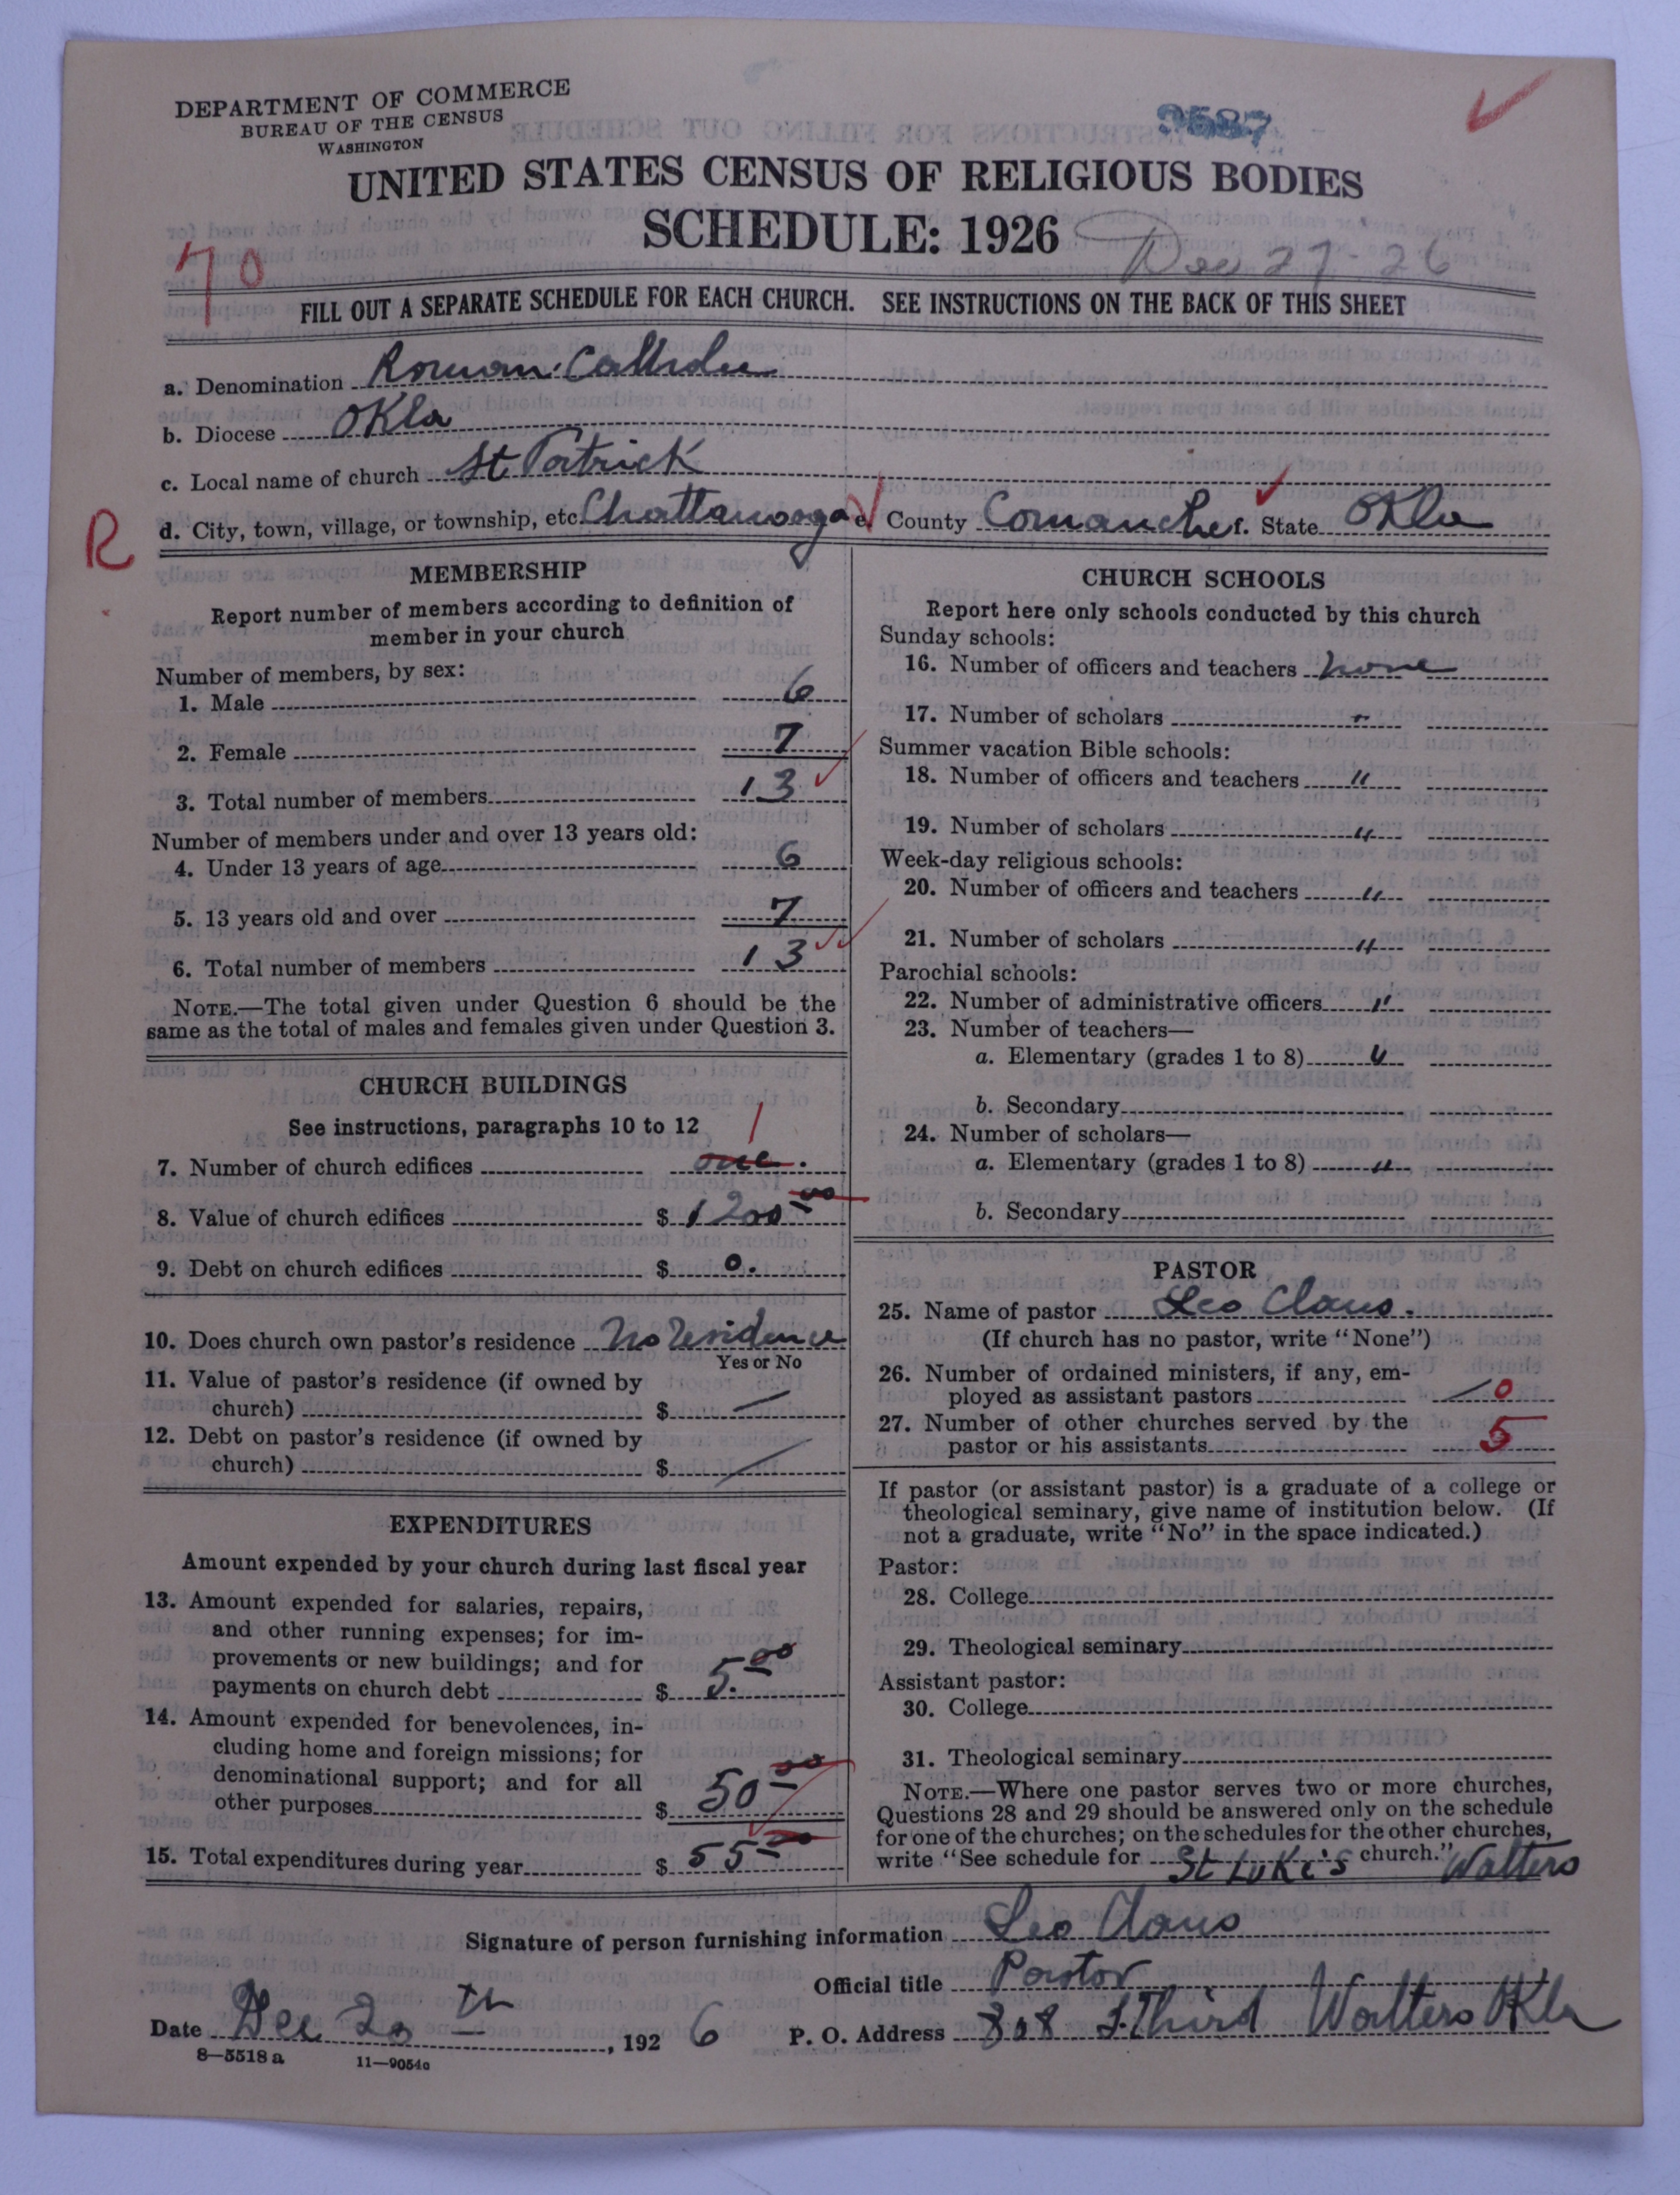 DEPARTMENT OF COMMERCE
BUREAU OF THE CENSUS
WASHINGTON
UNITED STATES CENSUS OF RELIGIOUS BODIES
SCHEDULE: 1926
Dec 27-26
70
FILL OUT A SEPARATE SCHEDULE FOR EACH CHURCH. SEE INSTRUCTIONS ON THE BACK OF THIS SHEET
a. Denomination Roman Catholic
b. Diocese Okla
c. Local name of church St Patrick
R
d. City, town, village, or township, etc. Chattanooga e. County Comanche f. State Okla
MEMBERSHIP
Report number of members according to definition of
member in your church
Number of members, by sex:
1. Male 6
2. Female 7
3. Total number of members 13
Number of members under and over 13 years old:
4. Under 13 years of age 6
5. 13 years old and over 7
6. Total number of members 13
NOTE.—The total given under Question 6 should be the
same as the total of males and females given under Question 3.
CHURCH BUILDINGS
See instructions, paragraphs 10 to 12
1
7. Number of church edifices one.
8. Value of church edifices $ 1200 00
9. Debt on church edifices $ 0.
10. Does church own pastor's residence No residence
Yes or No
11. Value of pastor's residence (if owned by
church) $ —
12. Debt on pastor's residence (if owned by
church) $ —
EXPENDITURES
Amount expended by your church during last fiscal year
13. Amount expended for salaries, repairs,
and other running expenses; for im-
provements or new buildings; and for
payments on church debt $ 5.00
14. Amount expended for benevolences, in-
cluding home and foreign missions; for
denominational support; and for all
other purposes $ 50 00
15. Total expenditures during year $ 55 00
CHURCH SCHOOLS
Report here only schools conducted by this church
Sunday schools:
16. Number of officers and teachers none
17. Number of scholars "
Summer vacation Bible schools:
18. Number of officers and teachers "
19. Number of scholars "
Week-day religious schools:
20. Number of officers and teachers "
21. Number of scholars "
Parochial schools:
22. Number of administrative officers "
23. Number of teachers—
a. Elementary (grades 1 to 8) "
b. Secondary
24. Number of scholars—
a. Elementary (grades 1 to 8) "
b. Secondary
PASTOR
25. Name of pastor Leo Claus.
(If church has no pastor, write "None")
26. Number of ordained ministers, if any, em-
ployed as assistant pastors 0
27. Number of other churches served by the
pastor or his assistants 5
If pastor (or assistant pastor) is a graduate of a college or
theological seminary, give name of institution below. (If
not a graduate, write "No" in the space indicated.)
Pastor:
28. College
29. Theological seminary
Assistant pastor:
30. College
31. Theological seminary
NOTE.—Where one pastor serves two or more churches,
Questions 28 and 29 should be answered only on the schedule
for one of the churches; on the schedules for the other churches,
write "See schedule for St Luke's church." Walters
Signature of person furnishing information Leo Claus
Official title Pastor
Date Dec 20 th, 1926 P. O. Address 808 S. Third Walters Okla
8—5518 a 11—9054a